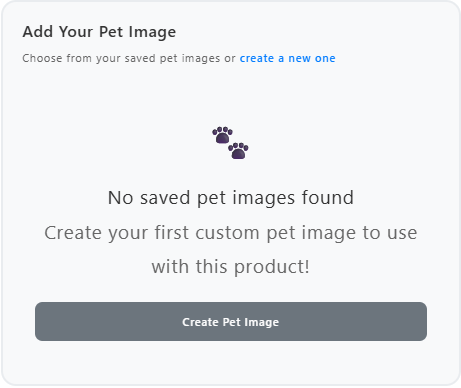 Add Your Pet Image
Choose from your saved pet images or create a new one
No saved pet images found
Create your first custom pet image to use
with this product!
Create Pet Image